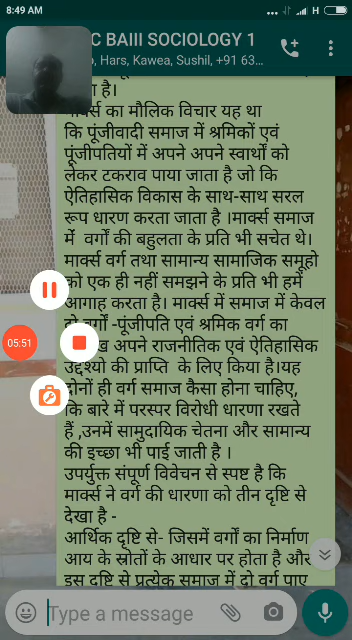 8:49 AM
H
C BAIII SOCIOLOGY 1
, Hars, Kawea, Sushil, +91 63...
है।
मार्क्स का मौलिक विचार यह था
कि पूंजीवादी समाज में श्रमिकों एवं
पूंजीपतियों में अपने अपने स्वार्थों को
लेकर टकराव पाया जाता है जो कि
ऐतिहासिक विकास के साथ-साथ सरल
रूप धारण करता जाता है ।मार्क्स समाज
में वर्गों की बहुलता के प्रति भी सचेत थे।
मार्क्स वर्ग तथा सामान्य सामाजिक समूहो
को एक ही नहीं समझने के प्रति भी हमें
आगाह करता है। मार्क्स में समाज में केवल
वर्गों -पूंजीपति एवं श्रमिक वर्ग का
05:51
अपने राजनीतिक एवं ऐतिहासिक
उद्दश्यो की प्राप्ति के लिए किया है।यह
दोनों ही वर्ग समाज कैसा होना चाहिए,
कि बारे में परस्पर विरोधी धारणा रखते
हैं ,उनमें सामुदायिक चेतना और सामान्य
की इच्छा भी पाई जाती है ।
उपर्युक्त संपूर्ण विवेचन से स्पष्ट है कि
मार्क्स ने वर्ग की धारणा को तीन दृष्टि से
देखा है -
आर्थिक दृष्टि से- जिसमें वर्गों का निर्माण
आय के स्रोतों के आधार पर होता है और
इस दृष्टि से प्रत्येक समाज में दो वर्ग पाए
Type a message